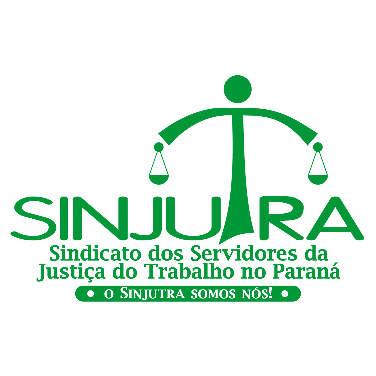 SINJUTRA
Sindicato dos Servidores da
Justiça do Trabalho no Paraná
O SINJUTRA SOMOS NÓS!